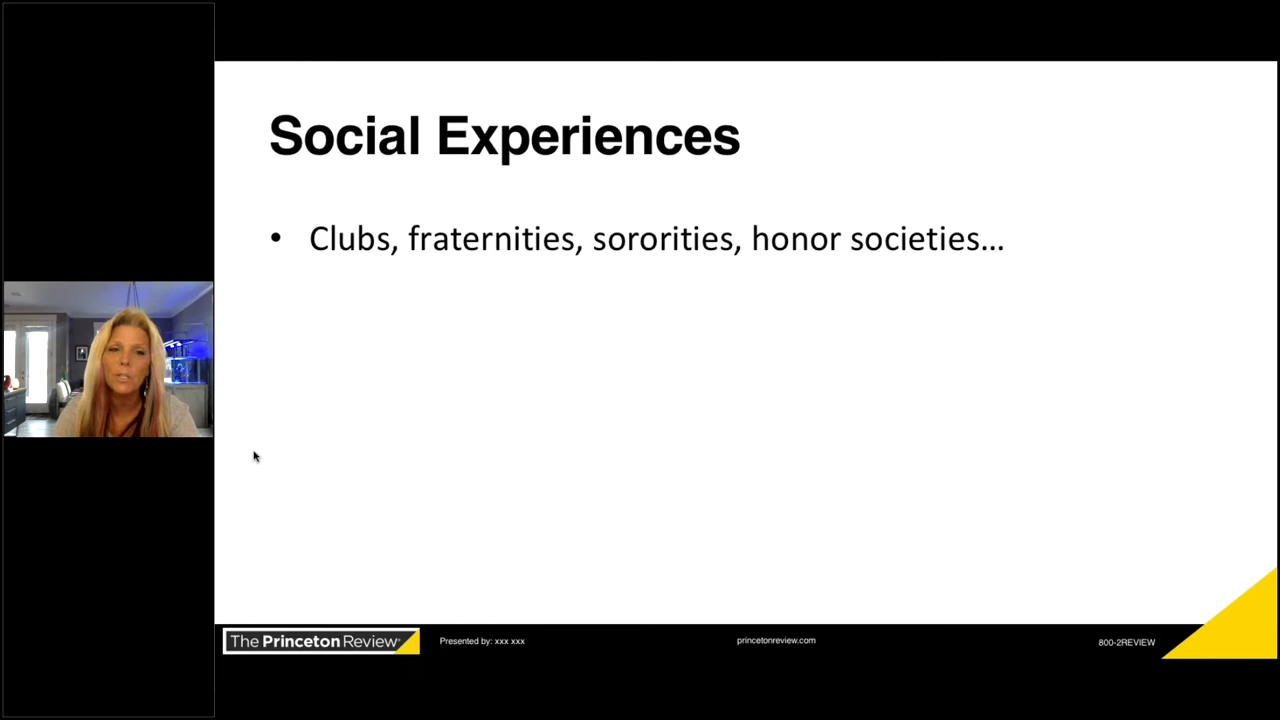 Social Experiences
• Clubs, fraternities, sororities, honor societies...
The Princeton Review®
Presented by: xxx xxx
princetonreview.com
800-2REVIEW